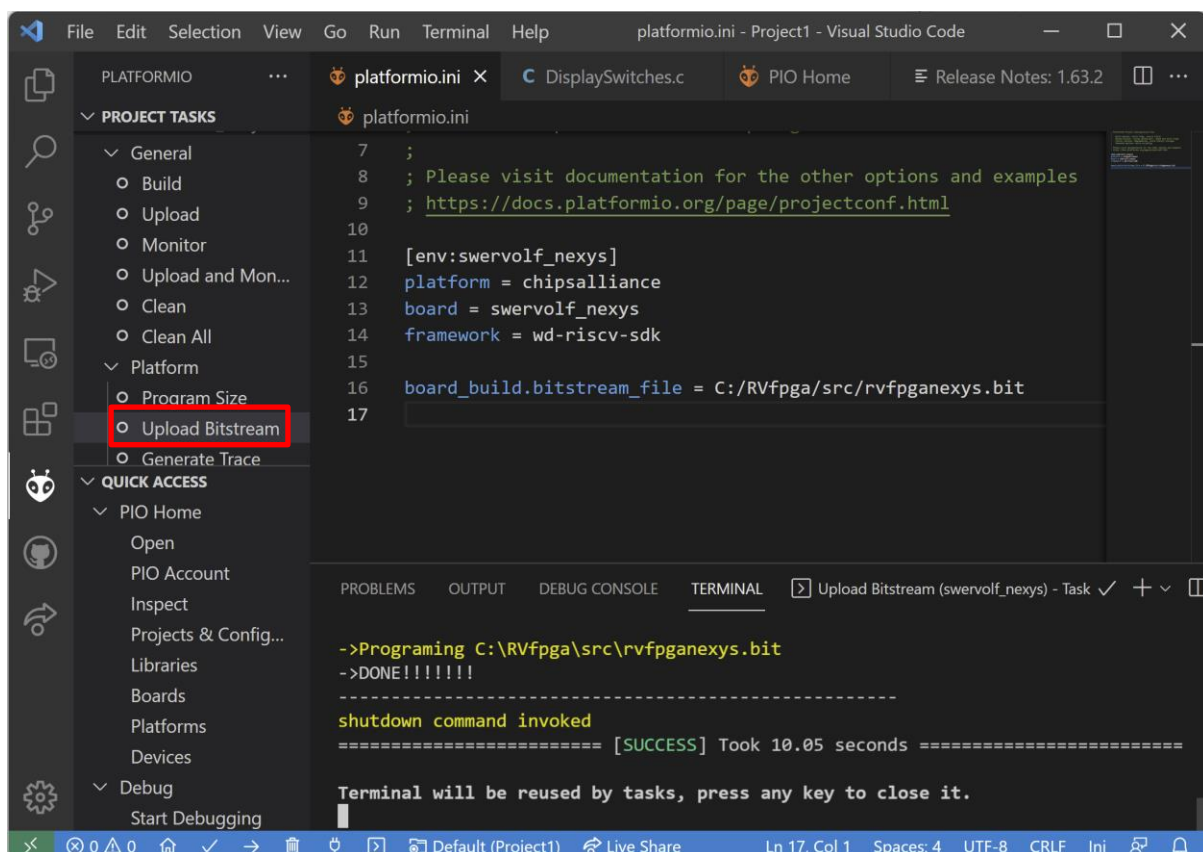 File Edit Selection View Go Run Terminal Help platformio.ini - Project1 - Visual Studio Code
PLATFORMIO ...
platformio.ini × C DisplaySwitches.c PIO Home Release Notes: 1.63.2 ...
PROJECT TASKS
platformio.ini
General
Build
Upload
Monitor
Upload and Mon...
Clean
Clean All
Platform
Program Size
Upload Bitstream
Generate Trace
QUICK ACCESS
PIO Home
Open
PIO Account
Inspect
Projects & Config...
Libraries
Boards
Platforms
Devices
Debug
Start Debugging
7 ;
8 ; Please visit documentation for the other options and examples
9 ; https://docs.platformio.org/page/projectconf.html
10
11 [env:swervolf_nexys]
12 platform = chipsalliance
13 board = swervolf_nexys
14 framework = wd-riscv-sdk
15
16 board_build.bitstream_file = C:/RVfpga/src/rvfpganexys.bit
17
PROBLEMS OUTPUT DEBUG CONSOLE TERMINAL Upload Bitstream (swervolf_nexys) - Task
->Programing C:\RVfpga\src\rvfpganexys.bit
->DONE!!!!!!!
-----------------------------------------------------
shutdown command invoked
========================= [SUCCESS] Took 10.05 seconds =========================
Terminal will be reused by tasks, press any key to close it.
0 0 Default (Project1) Live Share Ln 17, Col 1 Spaces: 4 UTF-8 CRLF Ini